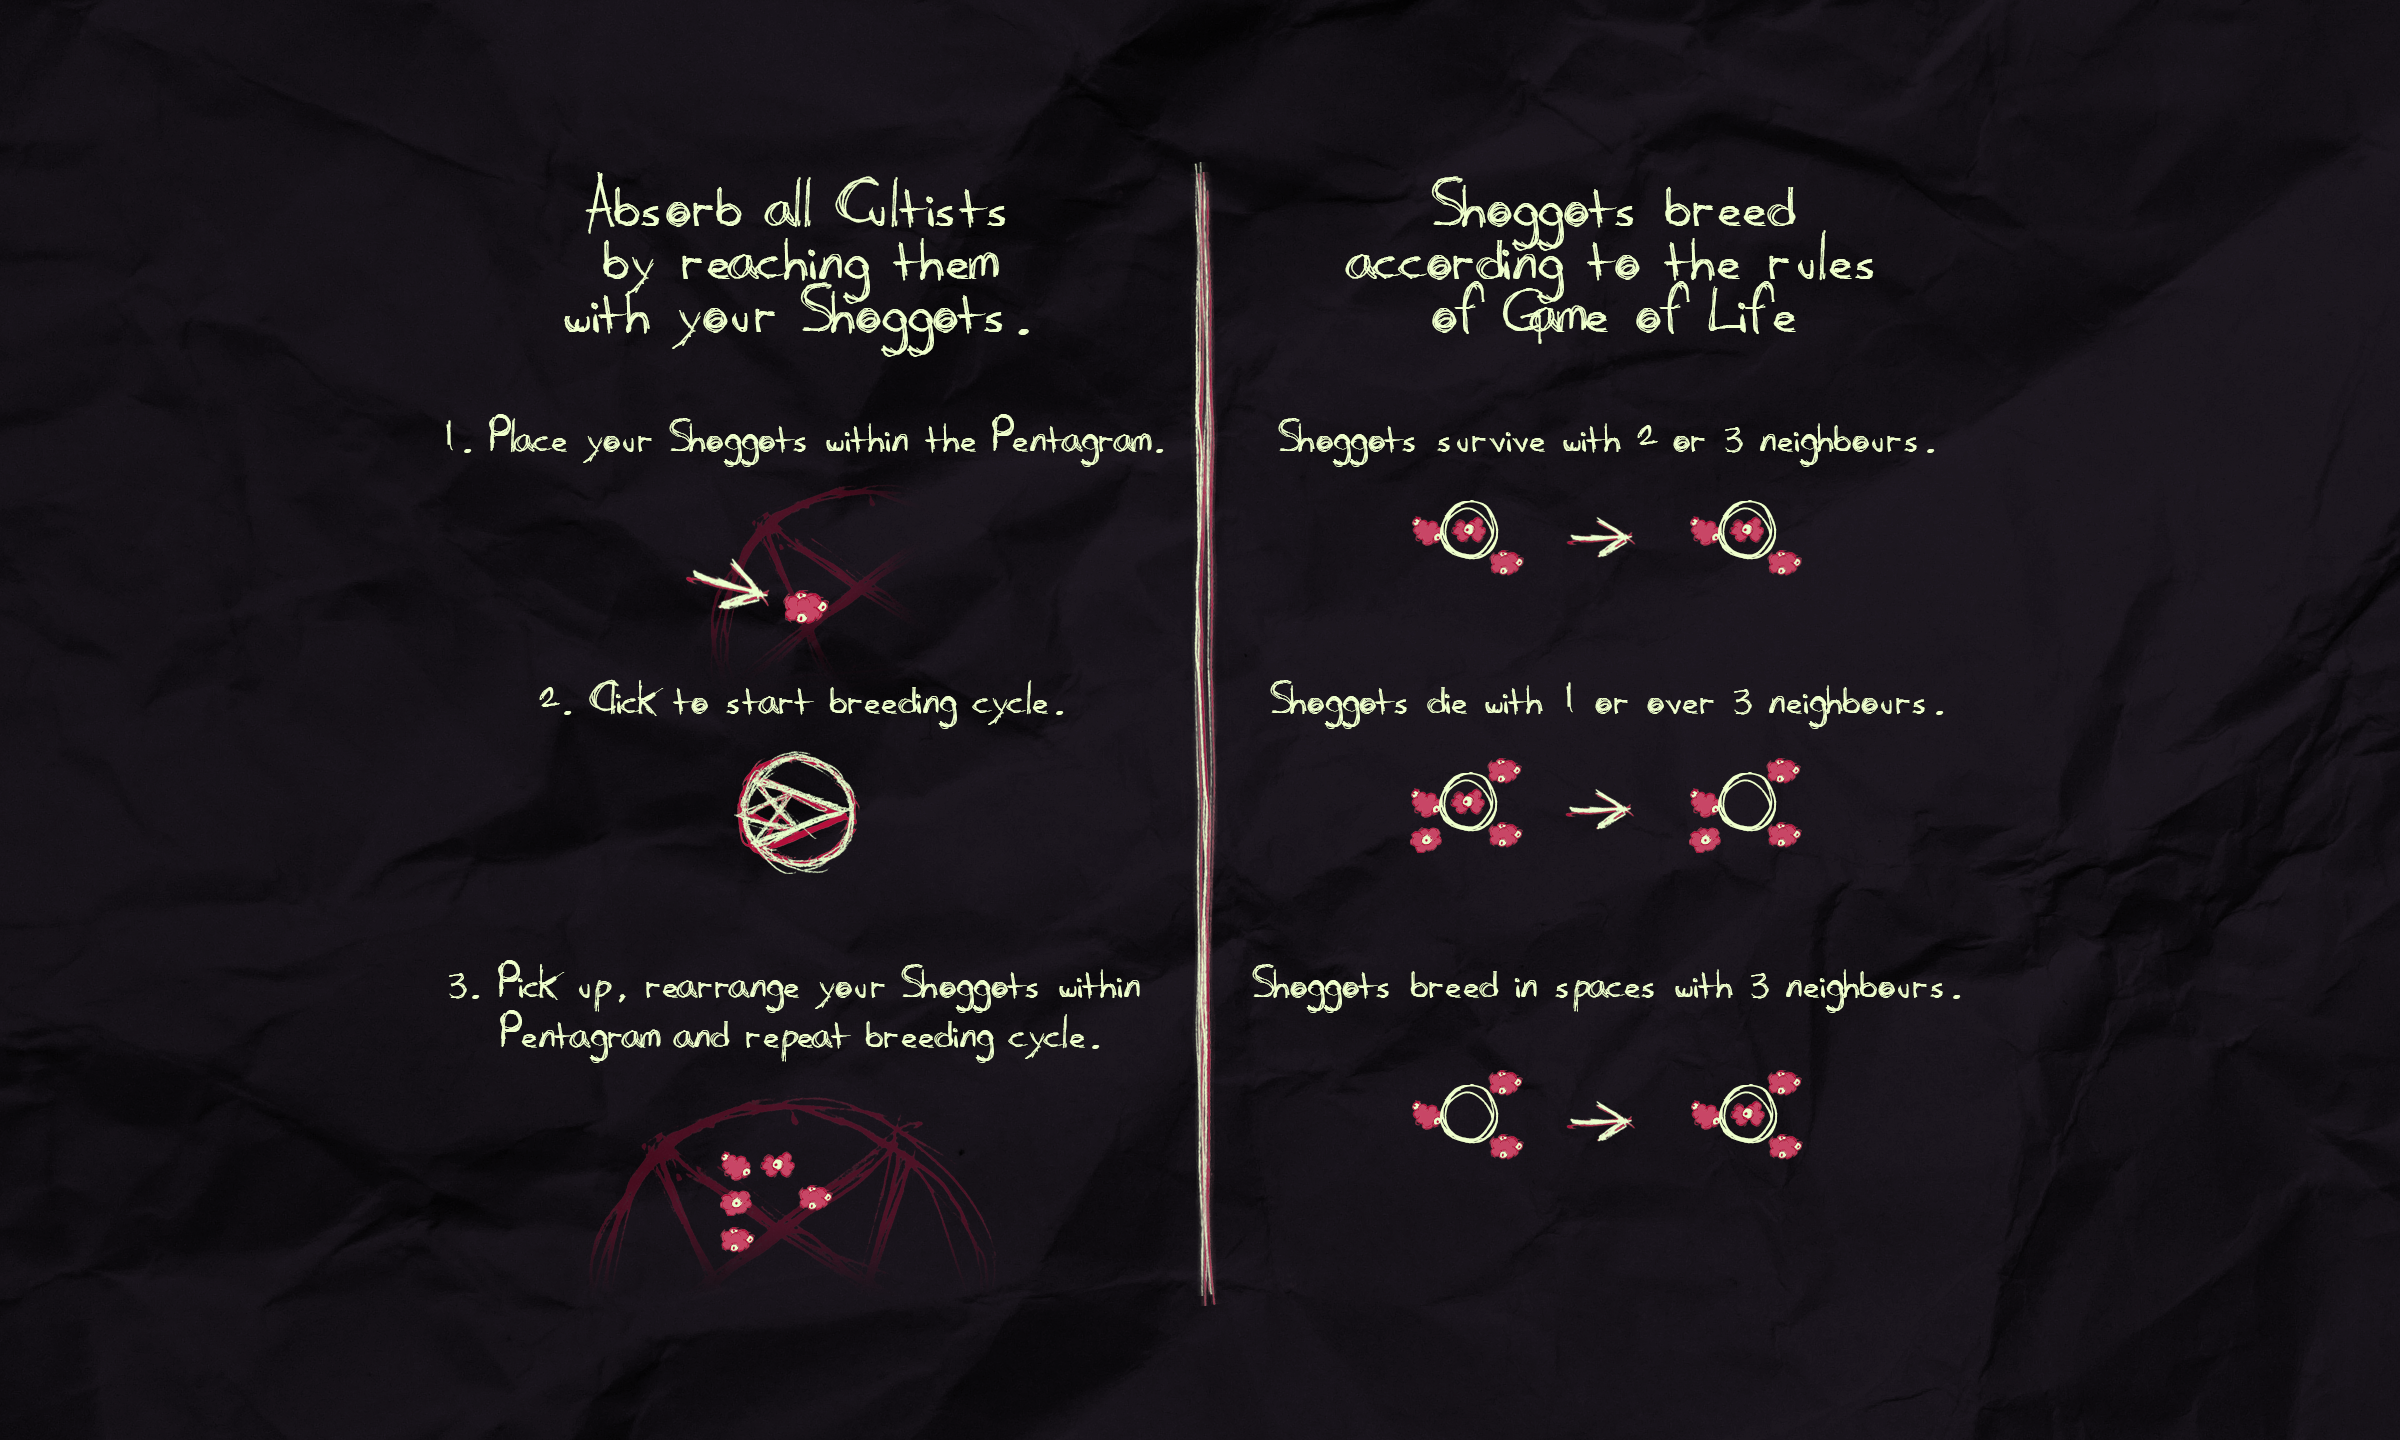 Absorb all Cultists
by reaching them
with your Shoggots.
1. Place your Shoggots within the Pentagram.
2. Click to start breeding cycle.
3. Pick up, rearrange your Shoggots within
Pentagram and repeat breeding cycle.
Shoggots breed
according to the rules
of Game of Life
Shoggots survive with 2 or 3 neighbours.
Shoggots die with 1 or over 3 neighbours.
Shoggots breed in spaces with 3 neighbours.